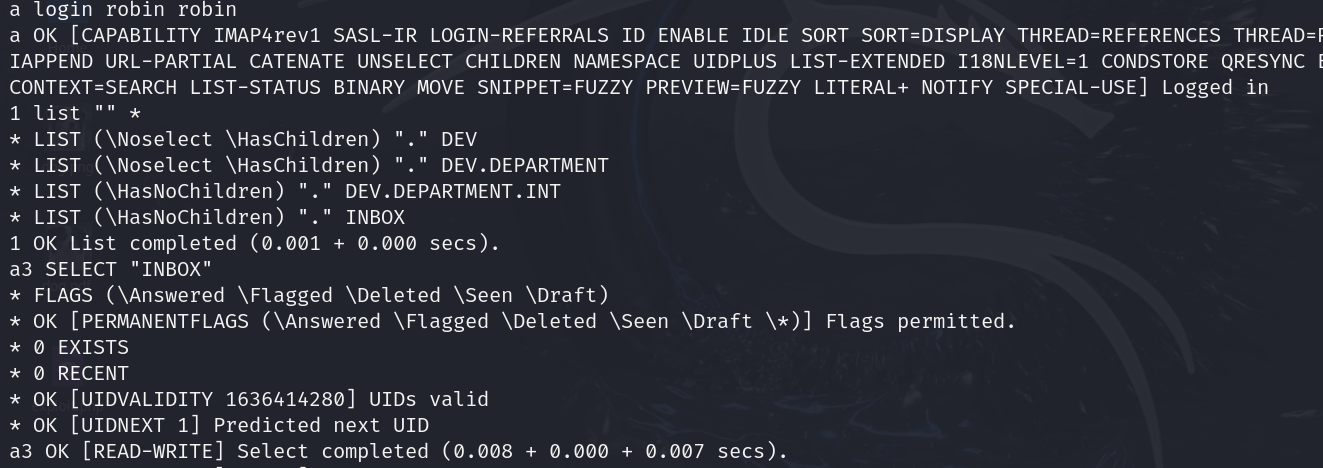 a login robin robin
a OK [CAPABILITY IMAP4rev1 SASL-IR LOGIN-REFERRALS ID ENABLE IDLE SORT SORT=DISPLAY THREAD=REFERENCES
IAPPEND URL-PARTIAL CATENATE UNSELECT CHILDREN NAMESPACE UIDPLUS LIST-EXTENDED I18NLEVEL=1 CONDSTORE QRESYNC
CONTEXT=SEARCH LIST-STATUS BINARY MOVE SNIPPET=FUZZY PREVIEW=FUZZY LITERAL+ NOTIFY SPECIAL-USE] Logged in
1 list "" *
* LIST (\Noselect \HasChildren) "." DEV
* LIST (\Noselect \HasChildren) "." DEV.DEPARTMENT
* LIST (\HasNoChildren) "." DEV.DEPARTMENT.INT
* LIST (\HasNoChildren) "." INBOX
1 OK List completed (0.001 + 0.000 secs).
a3 SELECT "INBOX"
* FLAGS (\Answered \Flagged \Deleted \Seen \Draft)
* OK [PERMANENTFLAGS (\Answered \Flagged \Deleted \Seen \Draft \*)] Flags permitted.
* 0 EXISTS
* 0 RECENT
* OK [UIDVALIDITY 1636414280] UIDs valid
* OK [UIDNEXT 1] Predicted next UID
a3 OK [READ-WRITE] Select completed (0.008 + 0.000 + 0.007 secs).